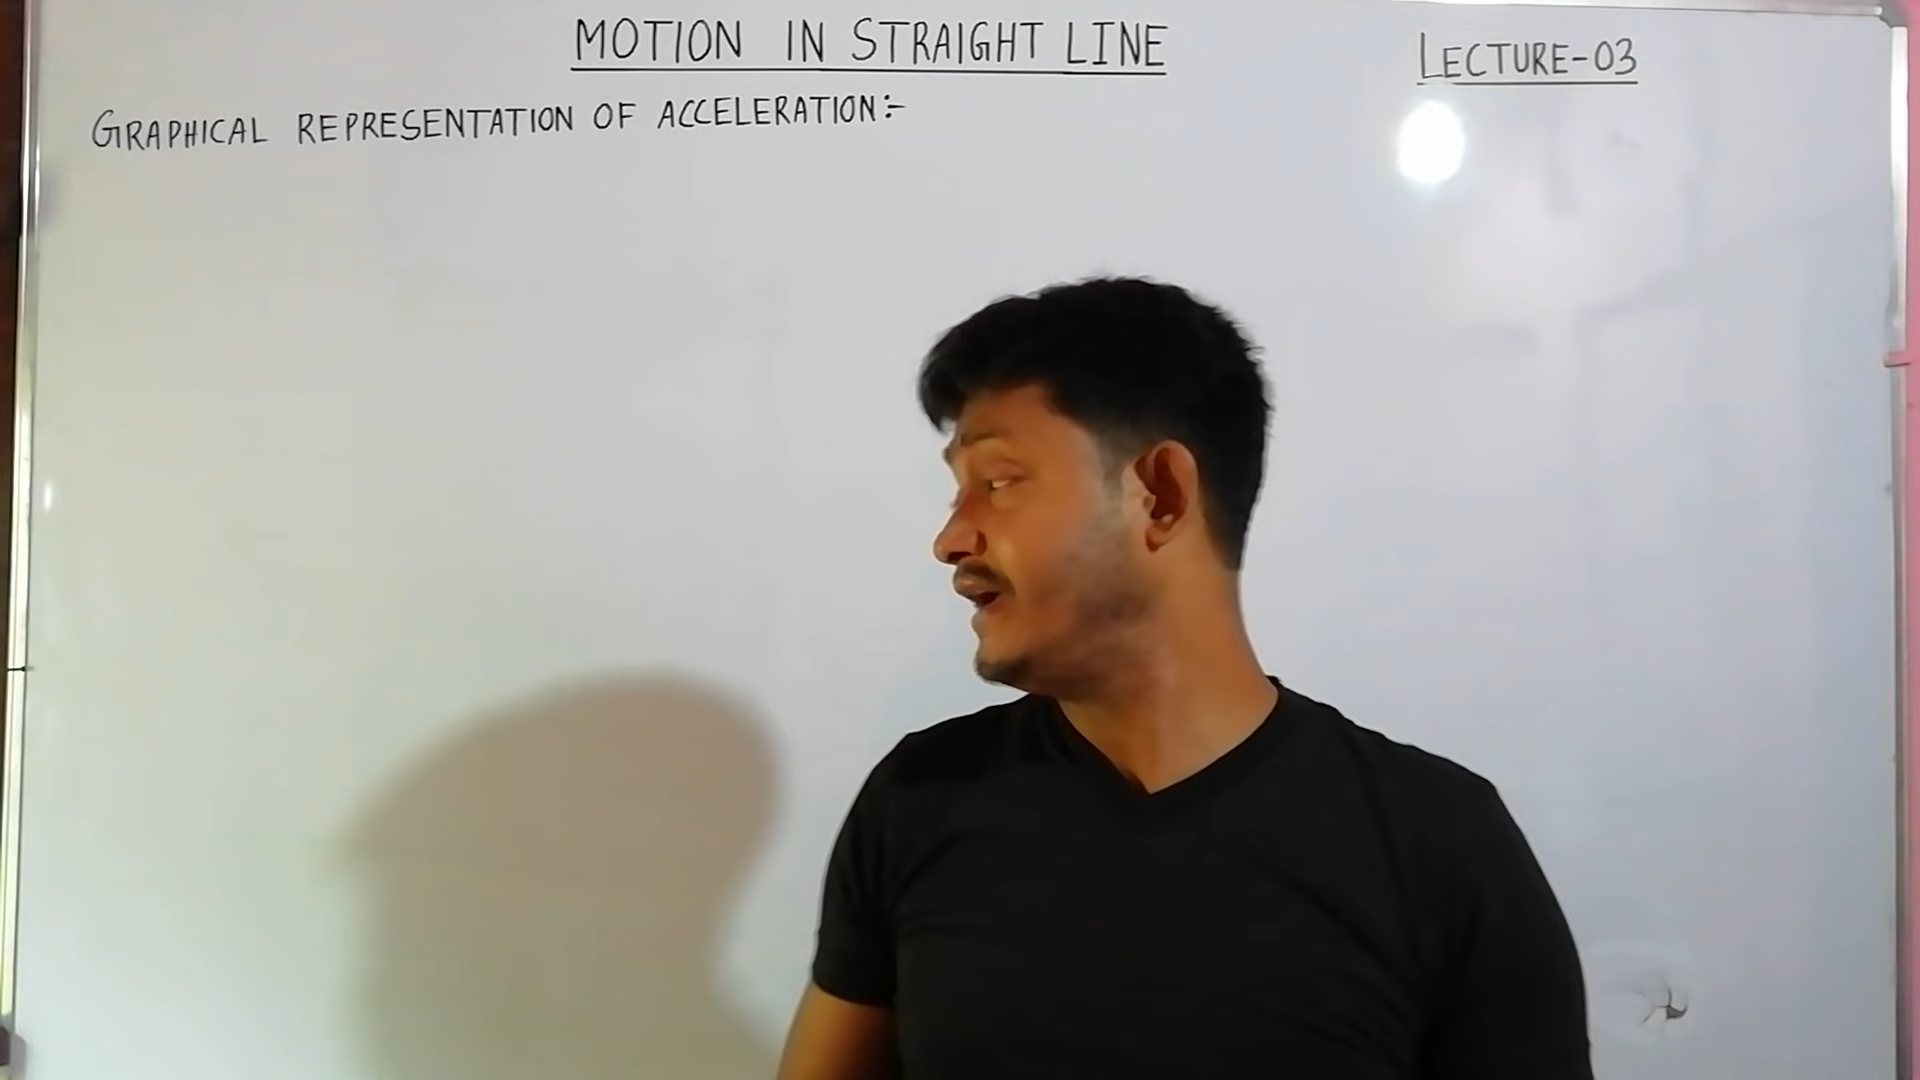 MOTION IN STRAIGHT LINE
LECTURE-03
GRAPHICAL REPRESENTATION OF ACCELERATION:-